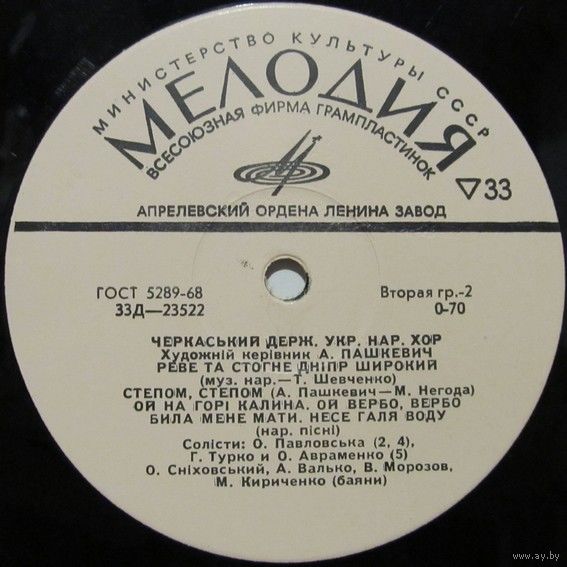 МИНИСТЕРСТВО КУЛЬТУРЫ СССР
МЕЛОДИЯ
ВСЕСОЮЗНАЯ ФИРМА ГРАМПЛАСТИНОК
33
АПРЕЛЕВСКИЙ ОРДЕНА ЛЕНИНА ЗАВОД
ГОСТ 5289-68 Вторая гр.-2
33Д—23522 0-70
ЧЕРКАСЬКИЙ ДЕРЖ. УКР. НАР. ХОР
Художній керівник А. ПАШКЕВИЧ
РЕВЕ ТА СТОГНЕ ДНІПР ШИРОКИЙ
(муз. нар.—Т. Шевченко)
СТЕПОМ, СТЕПОМ (А. Пашкевич—М. Негода)
ОЙ НА ГОРІ КАЛИНА. ОЙ ВЕРБО, ВЕРБО
БИЛА МЕНЕ МАТИ. НЕСЕ ГАЛЯ ВОДУ
(нар. пісні)
Солісти: О. Павловська (2, 4),
Г. Турко и О. Авраменко (5)
О. Сніховський, А. Валько, В. Морозов,
М. Кириченко (баяни)
www.ay.by